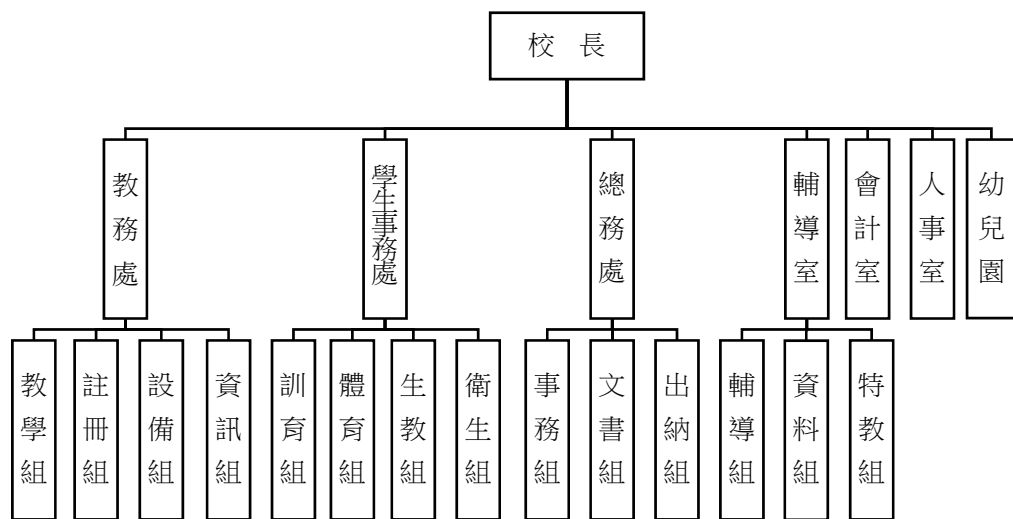 校 長
教務處
學生事務處
總務處
輔導室
會計室
人事室
幼兒園
教學組
註冊組
設備組
資訊組
訓育組
體育組
生教組
衛生組
事務組
文書組
出納組
輔導組
資料組
特教組